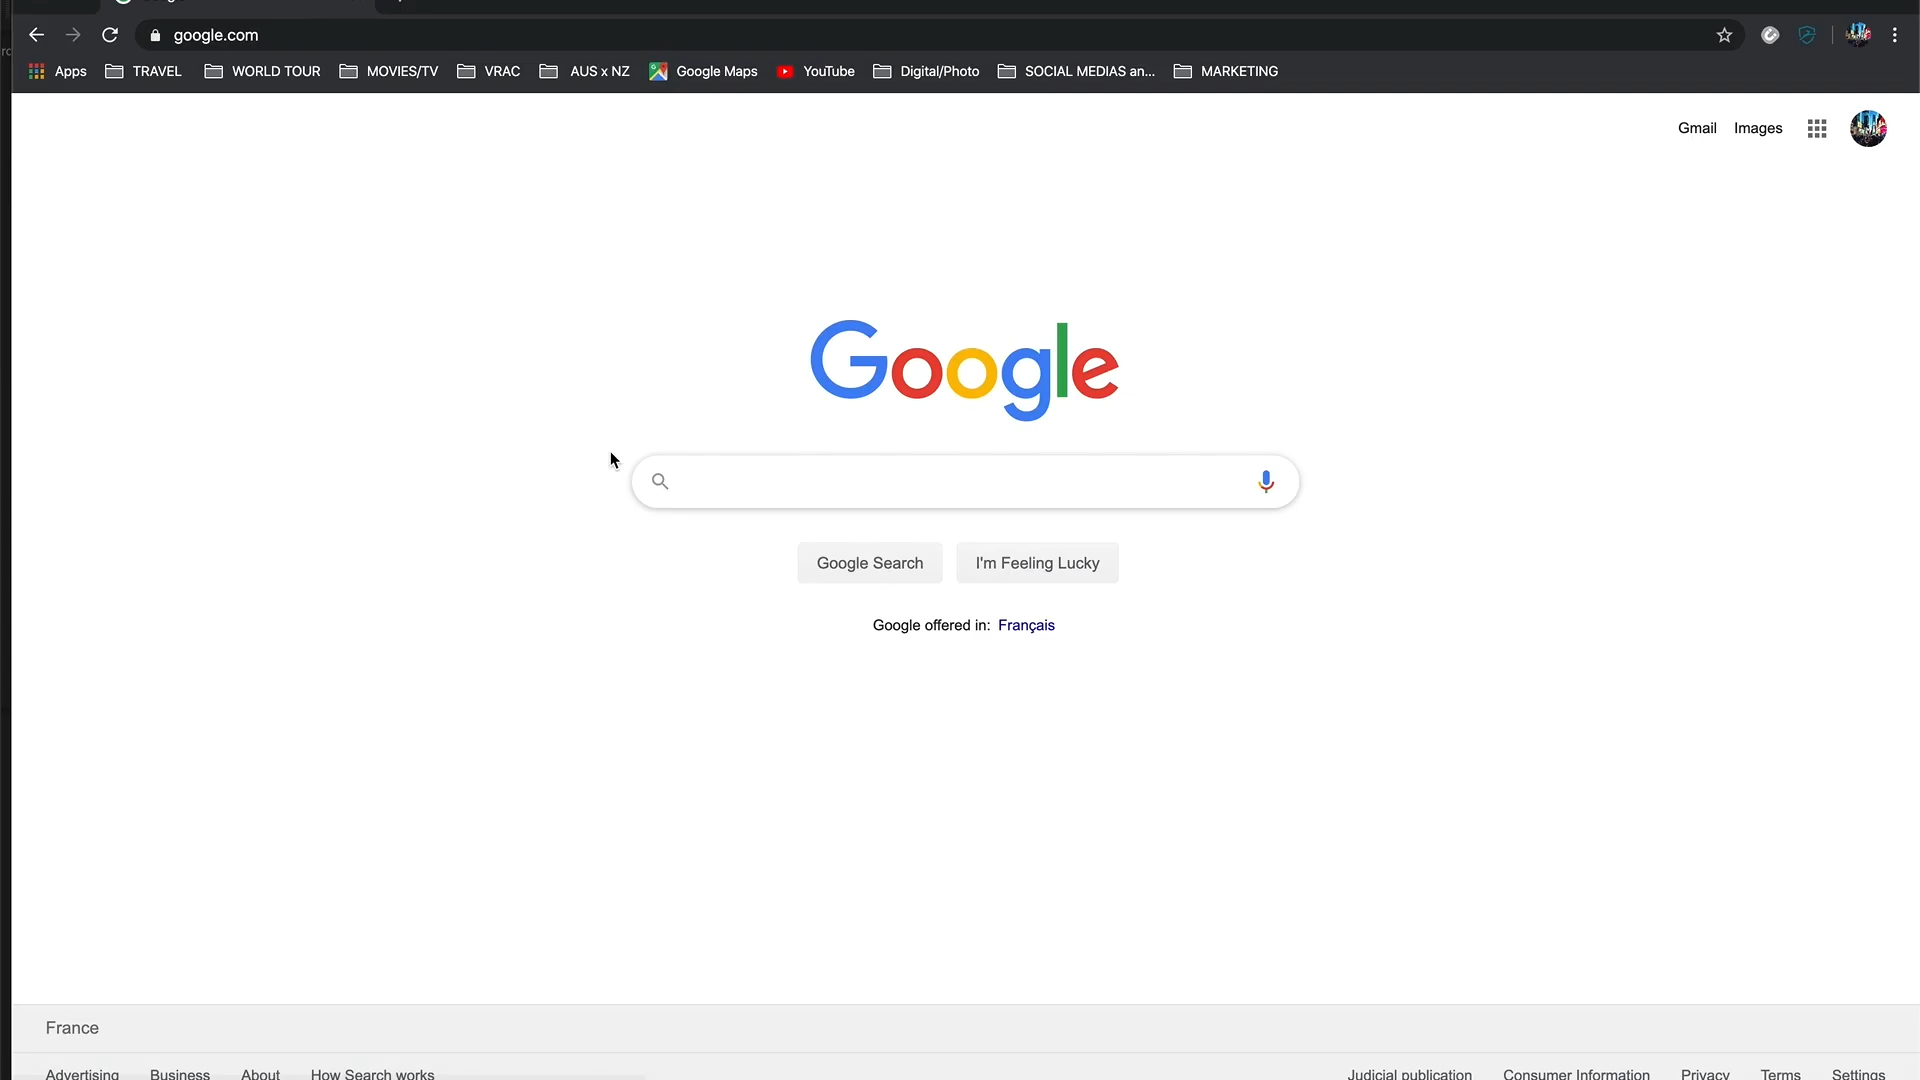 google.com
Apps TRAVEL WORLD TOUR MOVIES/TV VRAC AUS x NZ Google Maps YouTube Digital/Photo SOCIAL MEDIAS an... MARKETING
Gmail Images
Google
Google Search I'm Feeling Lucky
Google offered in: Français
France
Advertising Business About How Search works Judicial publication Consumer Information Privacy Terms Settings